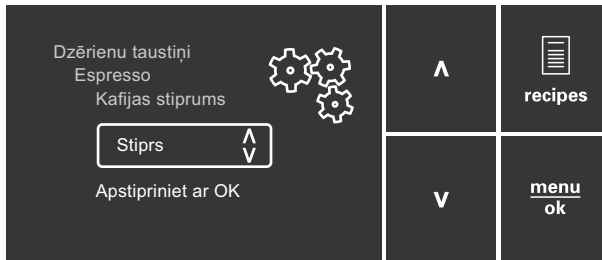 Dzērienu taustiņi
Espresso
Kafijas stiprums
Stiprs
Apstipriniet ar OK
recipes
menu
ok